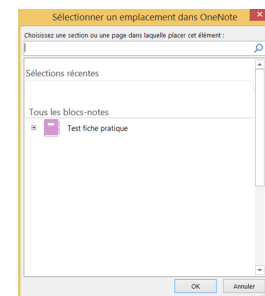 Sélectionner un emplacement dans OneNote
Choisissez une section ou une page dans laquelle placer cet élément :
Sélections récentes
Tous les blocs-notes
Test fiche pratique
OK Annuler